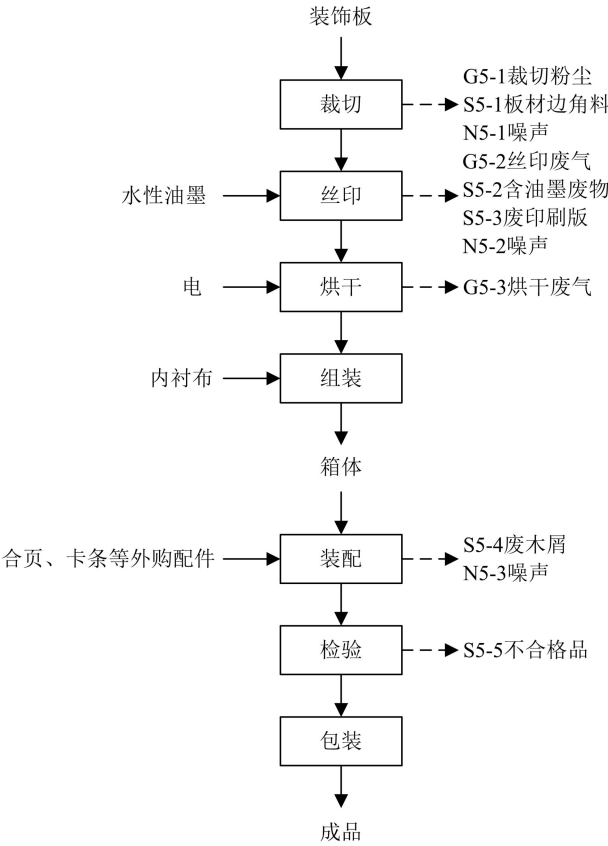 装饰板
裁切
G5-1裁切粉尘
S5-1板材边角料
N5-1噪声
水性油墨
丝印
G5-2丝印废气
S5-2含油墨废物
S5-3废印刷版
N5-2噪声
电
烘干
G5-3烘干废气
内衬布
组装
箱体
合页、卡条等外购配件
装配
S5-4废木屑
N5-3噪声
检验
S5-5不合格品
包装
成品